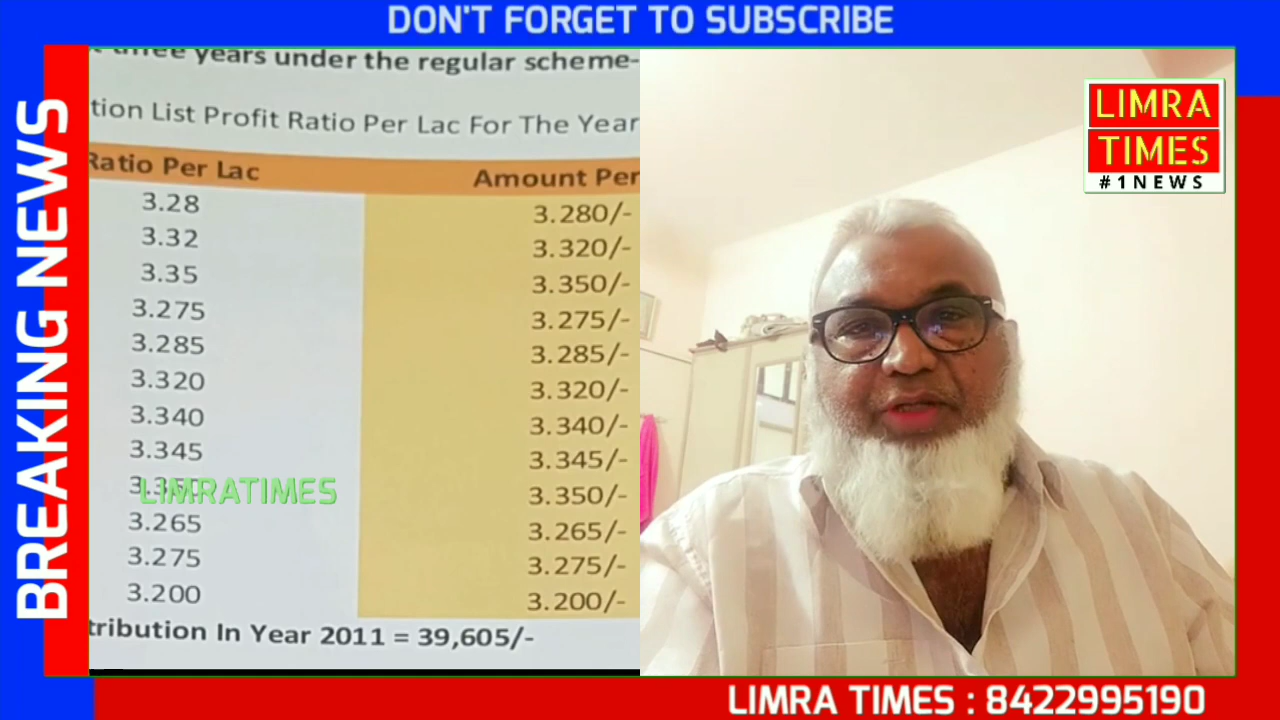 DON'T FORGET TO SUBSCRIBE
BREAKING NEWS
three years under the regular scheme-
tion List Profit Ratio Per Lac For The Year
Ratio Per Lac Amount Per
3.28 3.280/-
3.32 3.320/-
3.35 3.350/-
3.275 3.275/-
3.285 3.285/-
3.320 3.320/-
3.340 3.340/-
3.345 3.345/-
LIMRATIMES 3.350/-
3.265 3.265/-
3.275 3.275/-
3.200 3.200/-
tribution In Year 2011 = 39,605/-
LIMRA
TIMES
#1NEWS
LIMRA TIMES : 8422995190